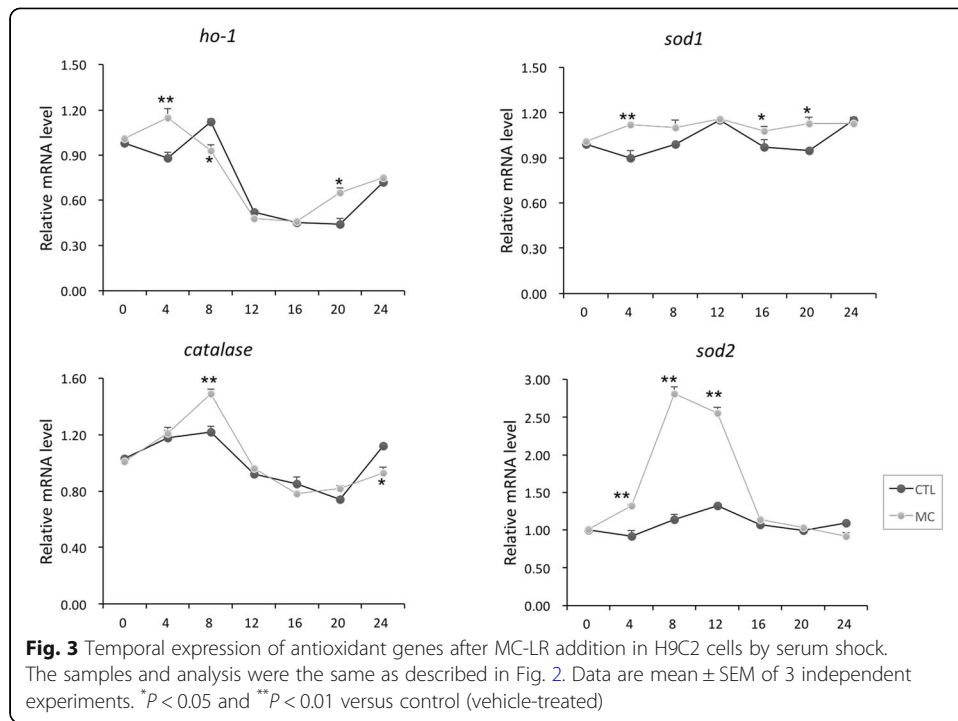 ho-1
1.50
1.20
0.90
0.60
0.30
0.00
Relative mRNA level
**
*
*
0 4 8 12 16 20 24
sod1
1.50
1.20
0.90
0.60
0.30
0.00
Relative mRNA level
**
*
*
0 4 8 12 16 20 24
catalase
1.60
1.20
0.80
0.40
0.00
Relative mRNA level
**
*
0 4 8 12 16 20 24
sod2
3.00
2.50
2.00
1.50
1.00
0.50
0.00
Relative mRNA level
**
**
**
0 4 8 12 16 20 24
CTL
MC
Fig. 3 Temporal expression of antioxidant genes after MC-LR addition in H9C2 cells by serum shock.
The samples and analysis were the same as described in Fig. 2. Data are mean ± SEM of 3 independent
experiments. *P < 0.05 and **P < 0.01 versus control (vehicle-treated)